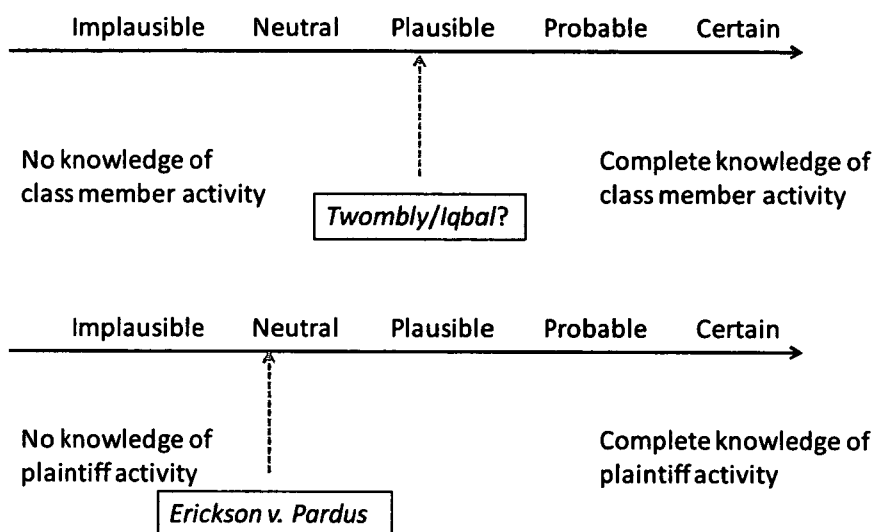 Implausible Neutral Plausible Probable Certain
No knowledge of Complete knowledge of
class member activity class member activity
Twombly/Iqbal?
Implausible Neutral Plausible Probable Certain
No knowledge of Complete knowledge of
plaintiff activity plaintiff activity
Erickson v. Pardus